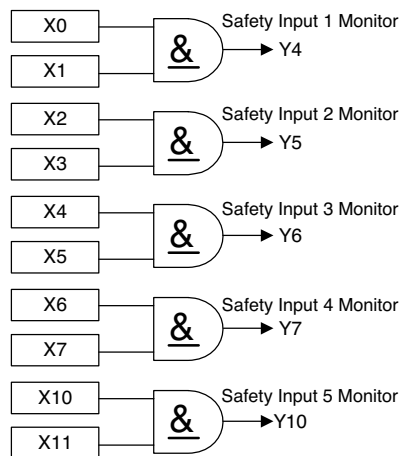 X0
Safety Input 1 Monitor
&
Y4
X1
X2
Safety Input 2 Monitor
&
Y5
X3
X4
Safety Input 3 Monitor
&
Y6
X5
X6
Safety Input 4 Monitor
&
Y7
X7
X10
Safety Input 5 Monitor
&
Y10
X11